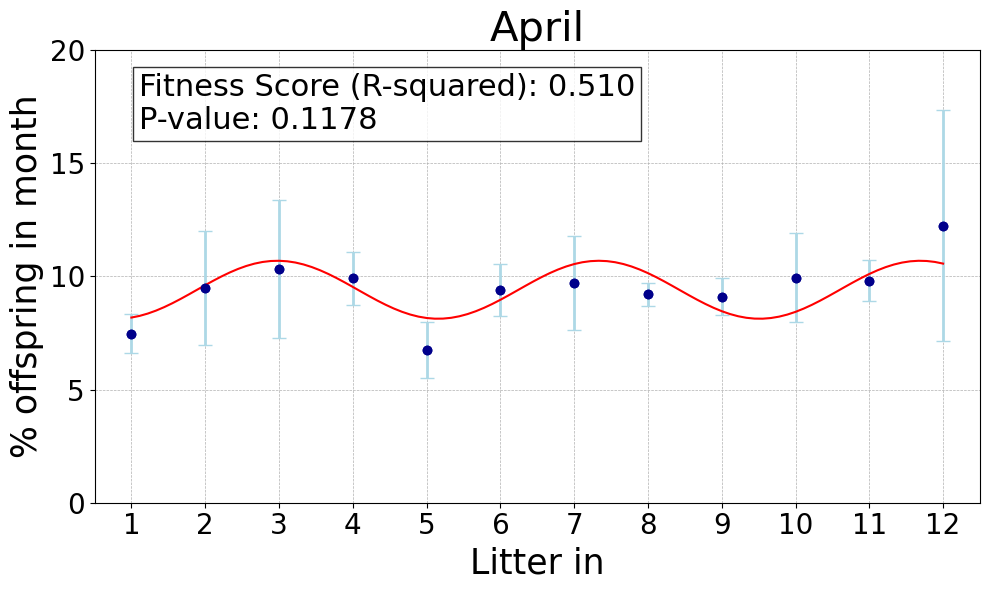 April
Fitness Score (R-squared): 0.510
P-value: 0.1178
% offspring in month
20
15
10
5
0
1 2 3 4 5 6 7 8 9 10 11 12
Litter in